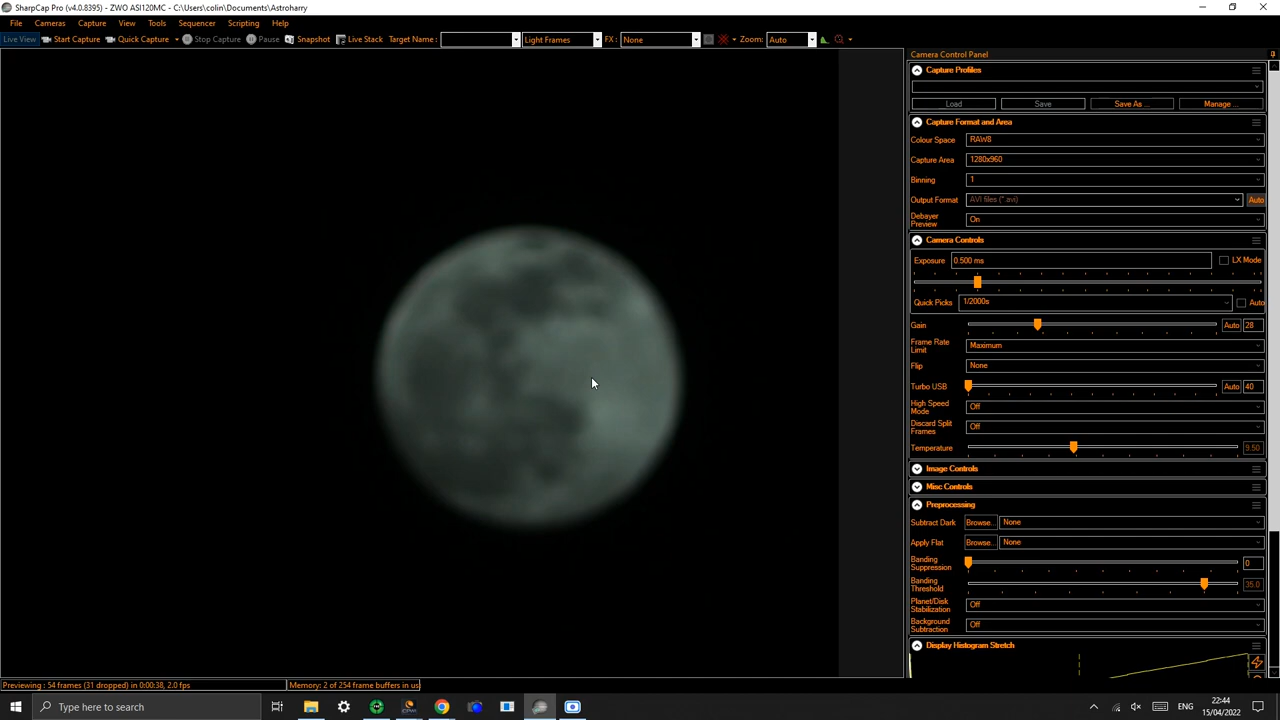 SharpCap Pro (v4.0.8395) - ZWO ASI120MC - C:\Users\colin\Documents\Astroharry
File Cameras Capture View Tools Sequencer Scripting Help
Live View Start Capture Quick Capture Stop Capture Pause Snapshot Live Stack Target Name : Light Frames FX : None Zoom: Auto
Camera Control Panel
Capture Profiles
Load Save Save As ... Manage ...
Capture Format and Area
Colour Space RAW8
Capture Area 1280x960
Binning 1
Output Format AVI files (*.avi) Auto
Debayer
Preview On
Camera Controls
Exposure 0.500 ms LX Mode
Quick Picks 1/2000s Auto
Gain Auto 28
Frame Rate
Limit Maximum
Flip None
Turbo USB Auto 40
High Speed
Mode Off
Discard Split
Frames Off
Temperature 9.50
Image Controls
Misc Controls
Preprocessing
Subtract Dark Browse... None
Apply Flat Browse... None
Banding
Suppression 0
Banding
Threshold 35.0
Planet/Disk
Stabilization Off
Background
Subtraction Off
Display Histogram Stretch
Previewing : 54 frames (31 dropped) in 0:00:38, 2.0 fps Memory: 2 of 254 frame buffers in us
Type here to search
22:44
15/04/2022